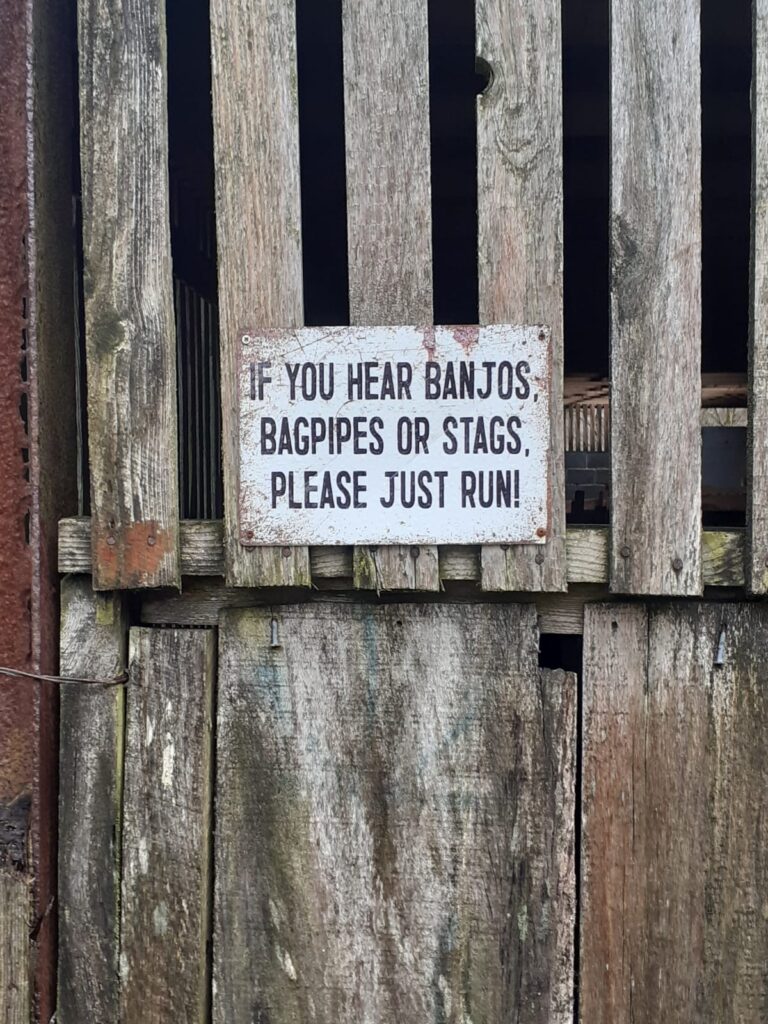 IF YOU HEAR BANJOS,
BAGPIPES OR STAGS,
PLEASE JUST RUN!